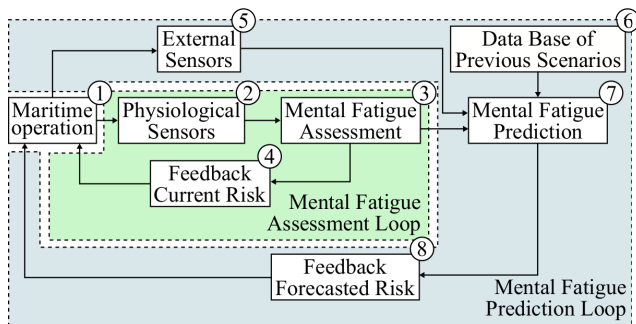 5
External
Sensors
6
Data Base of
Previous Scenarios
1
Maritime
operation
2
Physiological
Sensors
3
Mental Fatigue
Assessment
7
Mental Fatigue
Prediction
4
Feedback
Current Risk
Mental Fatigue
Assessment Loop
8
Feedback
Forecasted Risk
Mental Fatigue
Prediction Loop